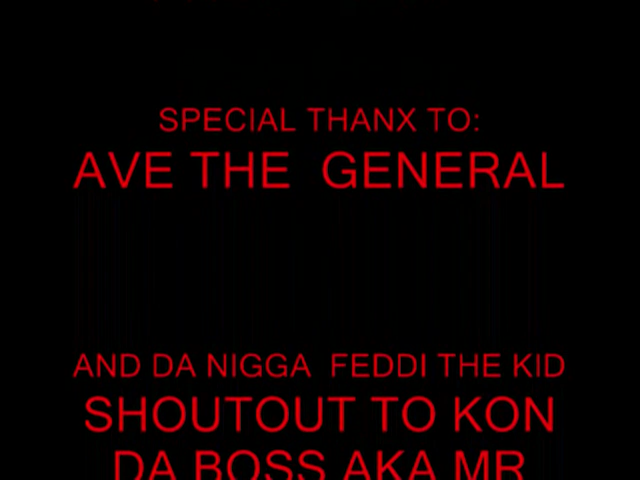 SPECIAL THANX TO:
AVE THE GENERAL
AND DA NIGGA FEDDI THE KID
SHOUTOUT TO KON
DA BOSS AKA MR